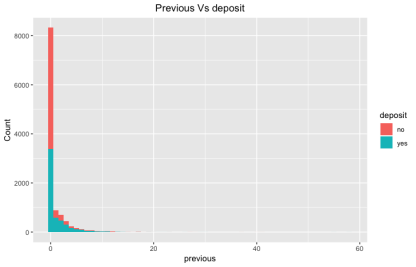 Previous Vs deposit
8000
6000
4000
2000
0
Count
0 20 40 60
previous
deposit
no
yes